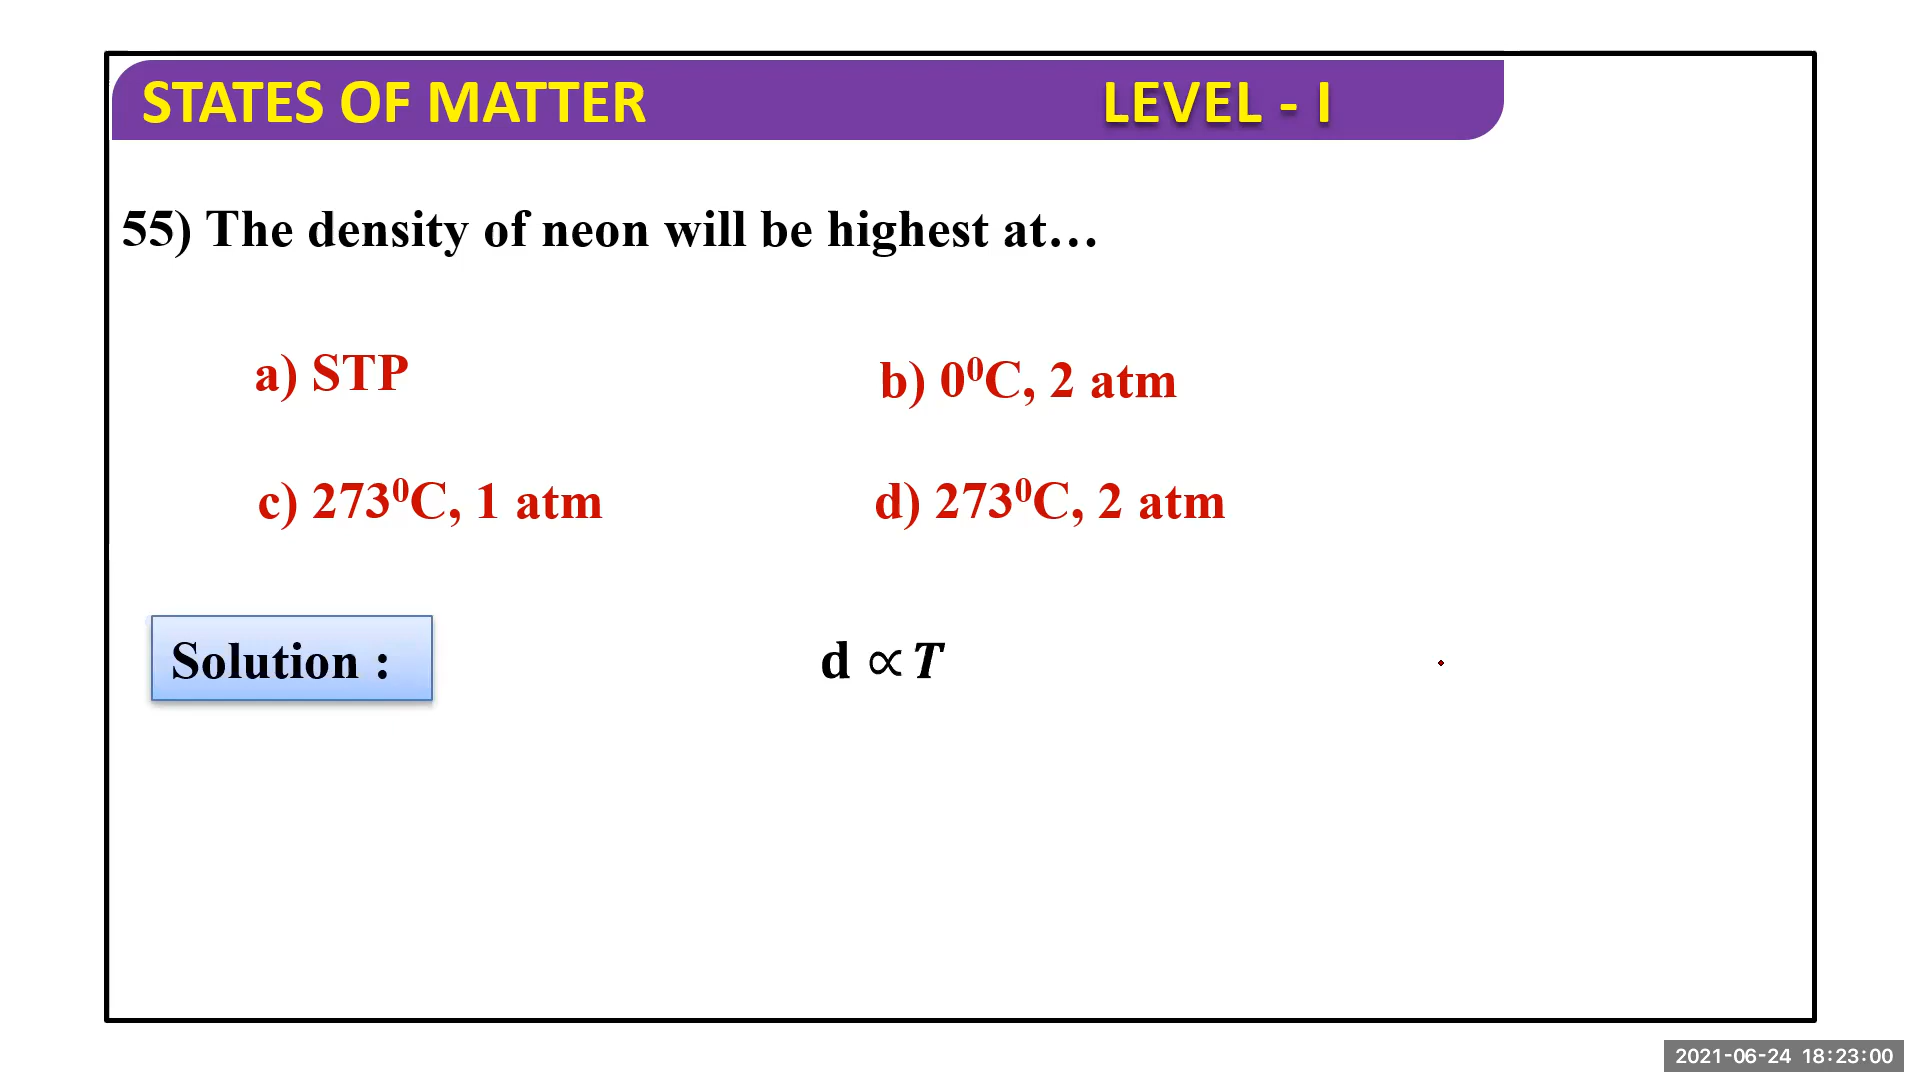 STATES OF MATTER LEVEL - I
55) The density of neon will be highest at…
a) STP b) 0⁰C, 2 atm
c) 273⁰C, 1 atm d) 273⁰C, 2 atm
Solution : d ∝ T
2021-06-24 18:23:00